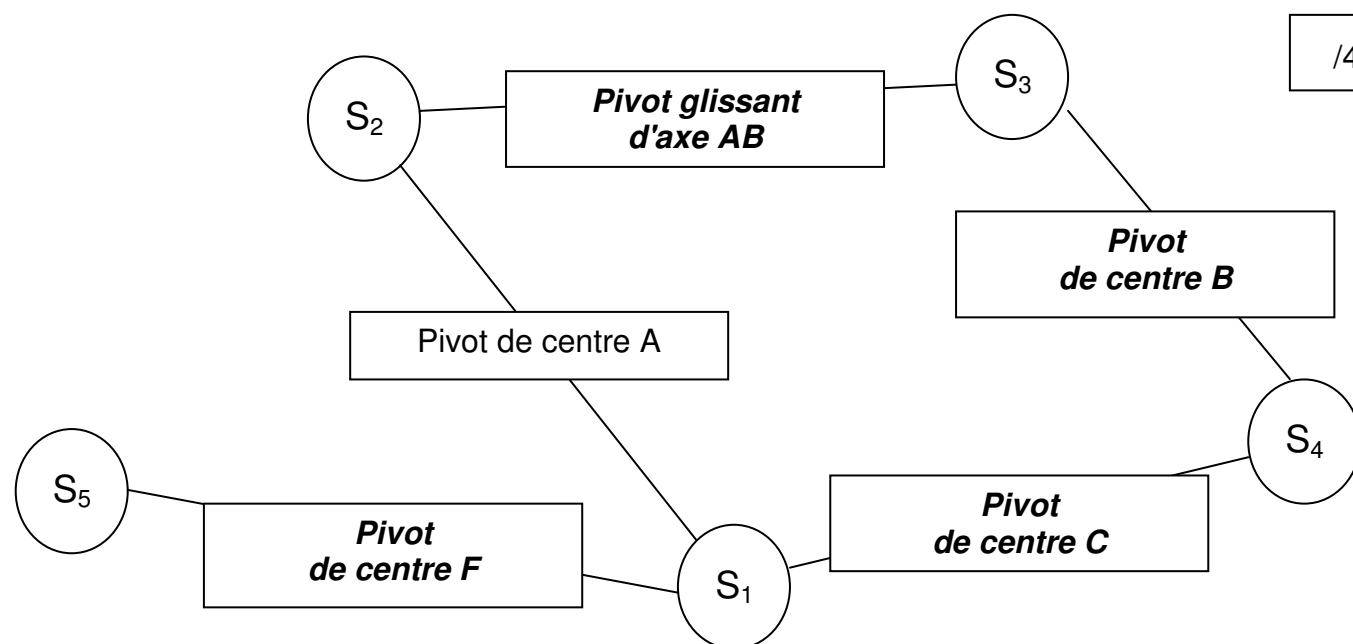 /4
S₂
Pivot glissant
d'axe AB
S₃
Pivot
de centre B
Pivot de centre A
S₄
S₅
Pivot
de centre F
S₁
Pivot
de centre C